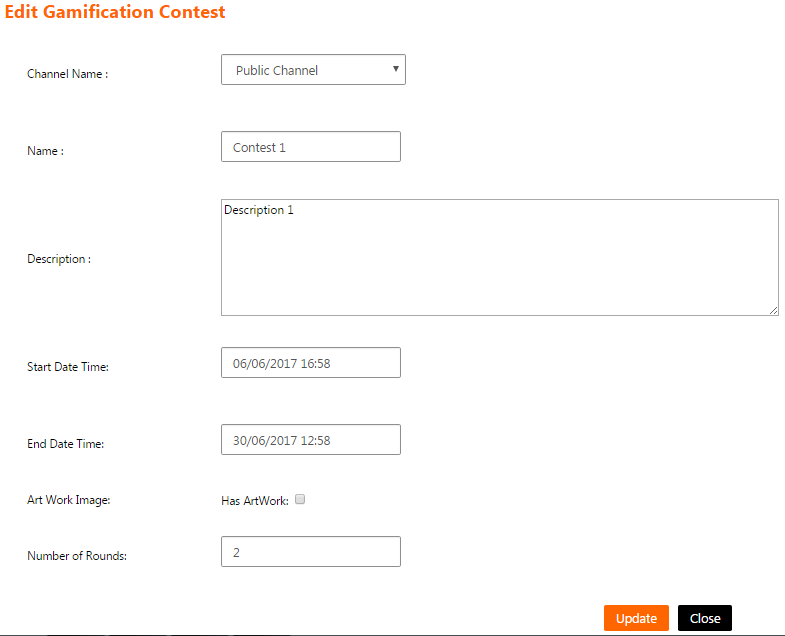 Edit Gamification Contest
Channel Name :
Public Channel
Name :
Contest 1
Description :
Description 1
Start Date Time:
06/06/2017 16:58
End Date Time:
30/06/2017 12:58
Art Work Image:
Has ArtWork:
Number of Rounds:
2
Update
Close